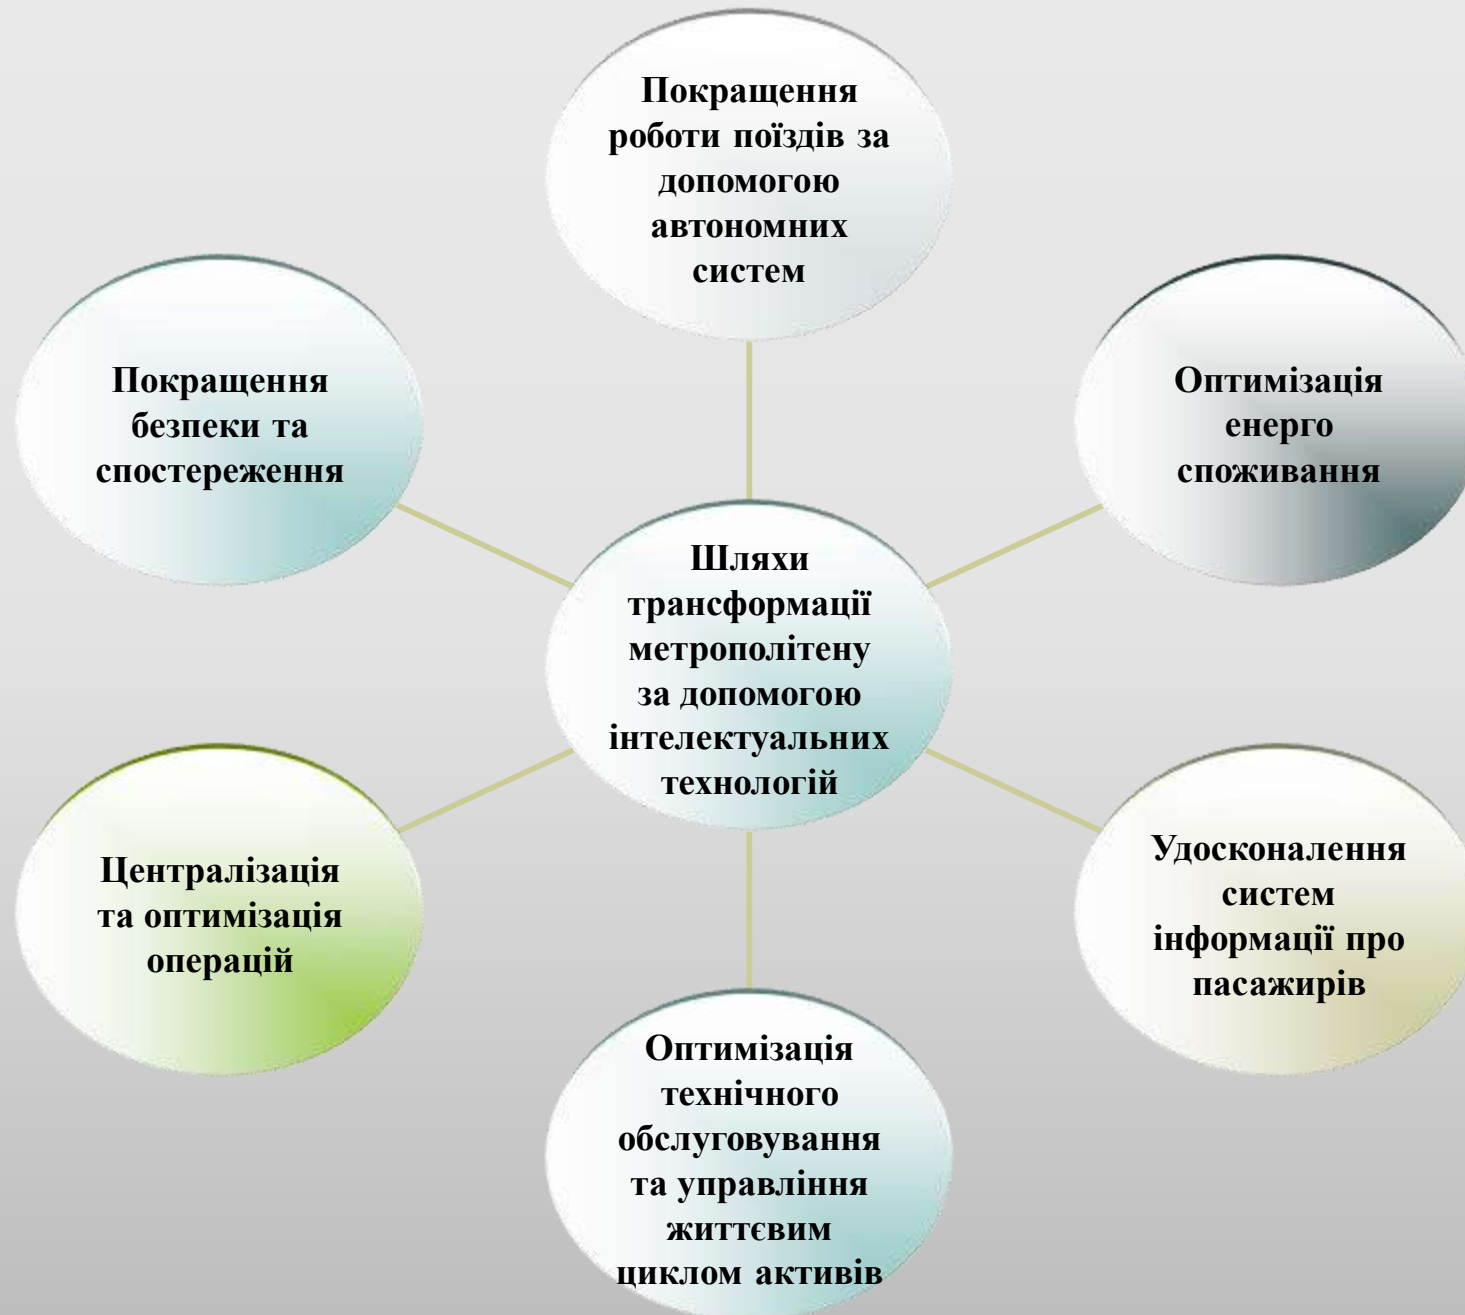 Покращення
роботи поїздів за
допомогою
автономних
систем
Покращення
безпеки та
спостереження
Оптимізація
енерго
споживання
Шляхи
трансформації
метрополітену
за допомогою
інтелектуальних
технологій
Централізація
та оптимізація
операцій
Удосконалення
систем
інформації про
пасажирів
Оптимізація
технічного
обслуговування
та управління
життєвим
циклом активів